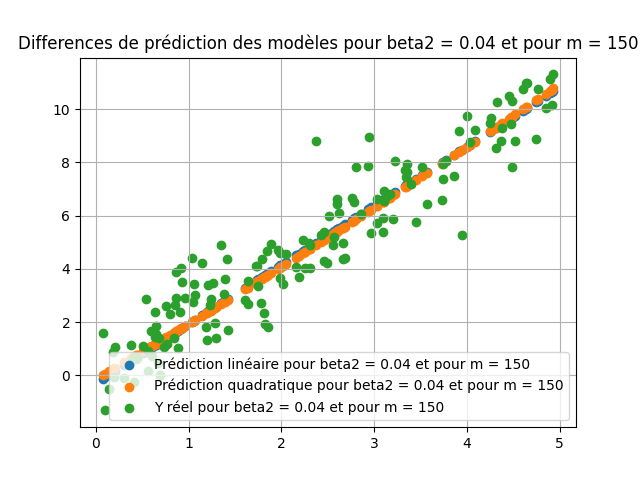 Differences de prédiction des modèles pour beta2 = 0.04 et pour m = 150
10
8
6
4
2
0
Prédiction linéaire pour beta2 = 0.04 et pour m = 150
Prédiction quadratique pour beta2 = 0.04 et pour m = 150
Y réel pour beta2 = 0.04 et pour m = 150
0 1 2 3 4 5